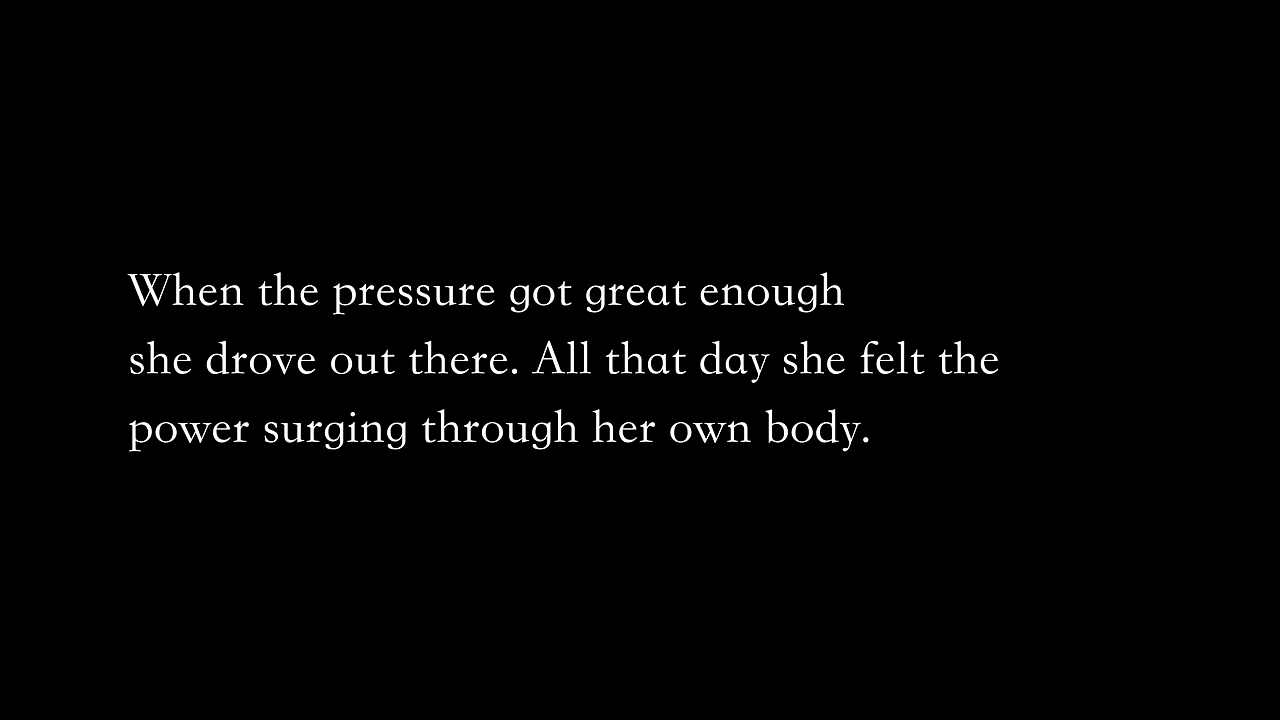 When the pressure got great enough
she drove out there. All that day she felt the
power surging through her own body.